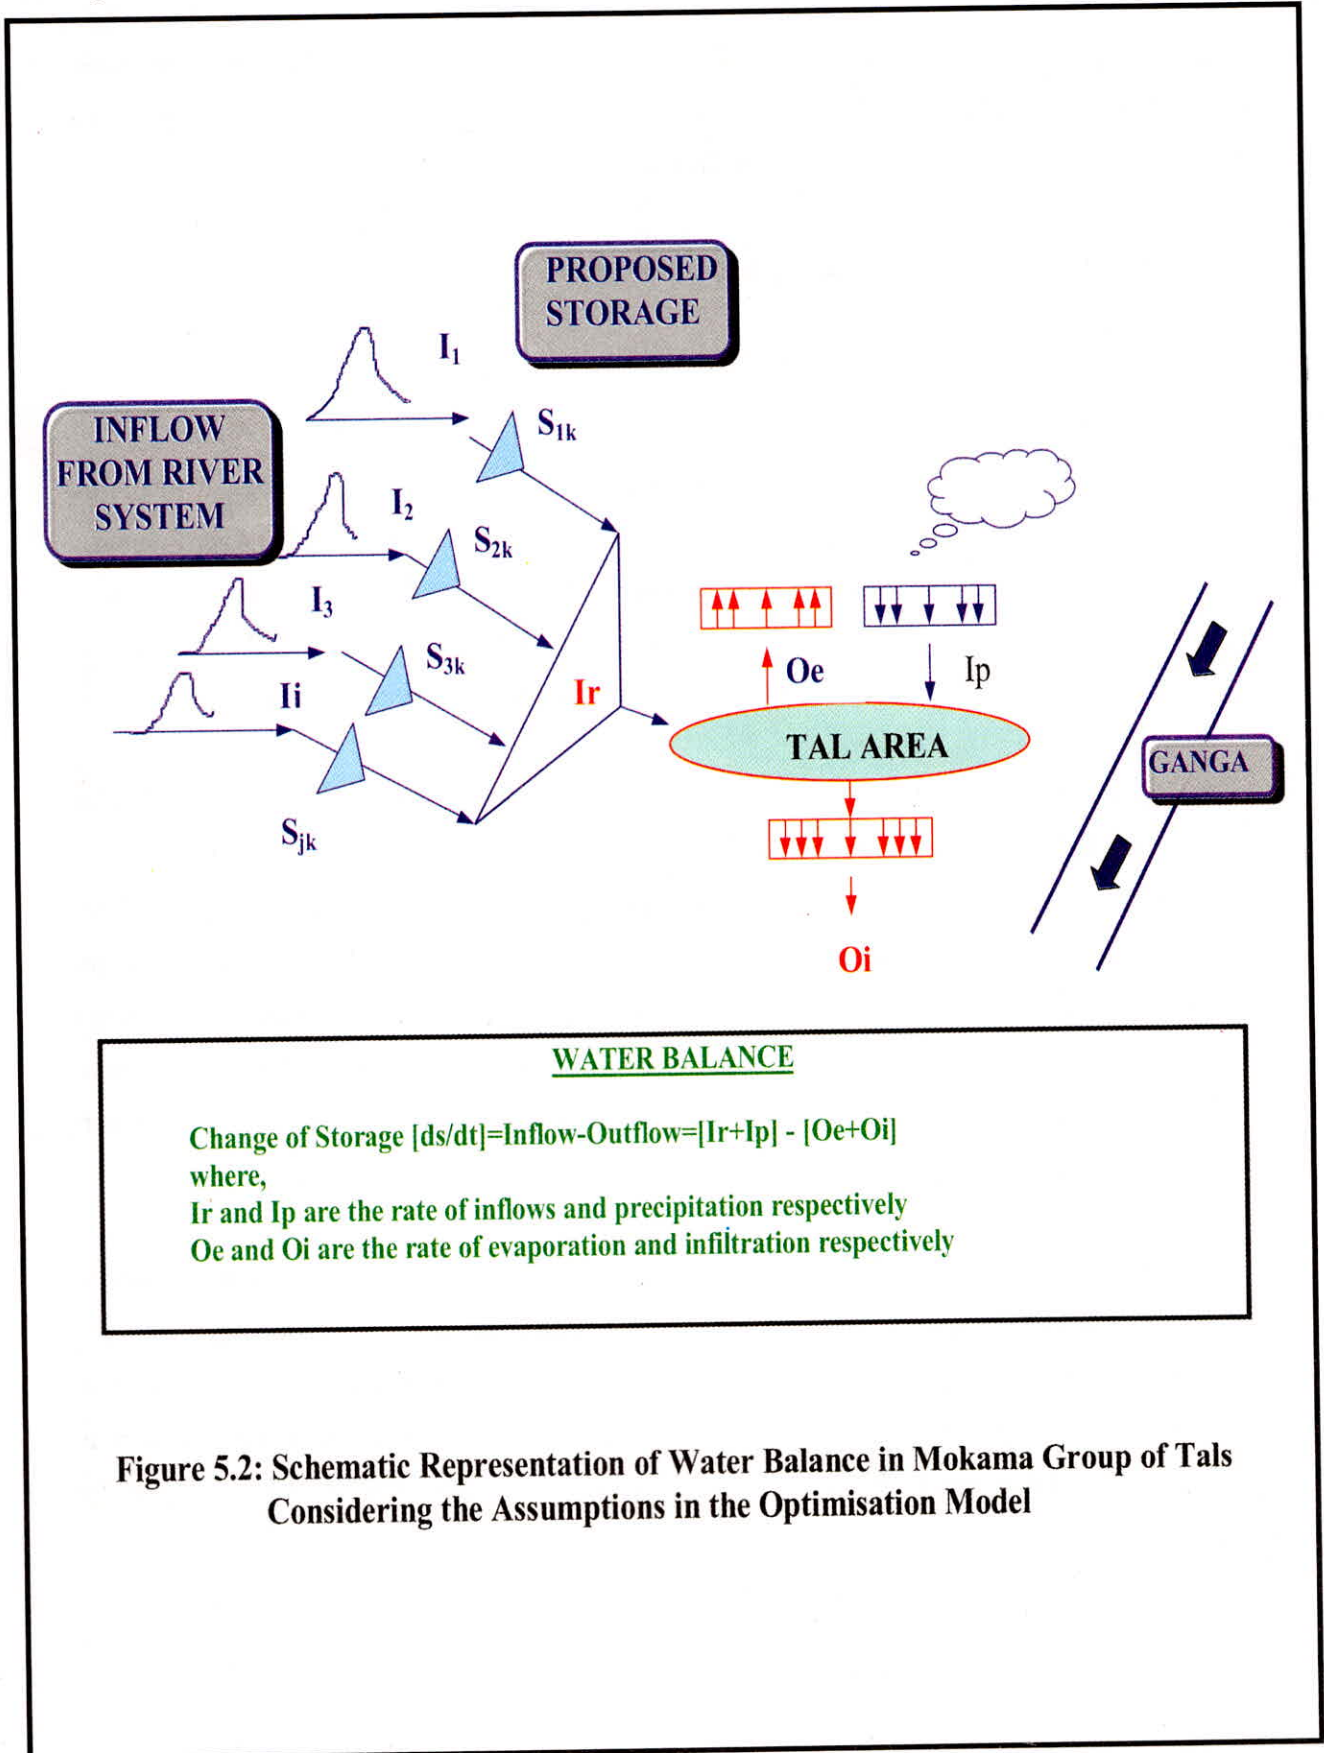 PROPOSED
STORAGE
I₁
INFLOW
FROM RIVER
SYSTEM
S₁ₖ
I₂
S₂ₖ
I₃
S₃ₖ
Ii
Ir
Oe
Ip
TAL AREA
GANGA
Sⱼₖ
Oi
WATER BALANCE
Change of Storage [ds/dt]=Inflow-Outflow=[Ir+Ip] - [Oe+Oi]
where,
Ir and Ip are the rate of inflows and precipitation respectively
Oe and Oi are the rate of evaporation and infiltration respectively
Figure 5.2: Schematic Representation of Water Balance in Mokama Group of Tals
Considering the Assumptions in the Optimisation Model